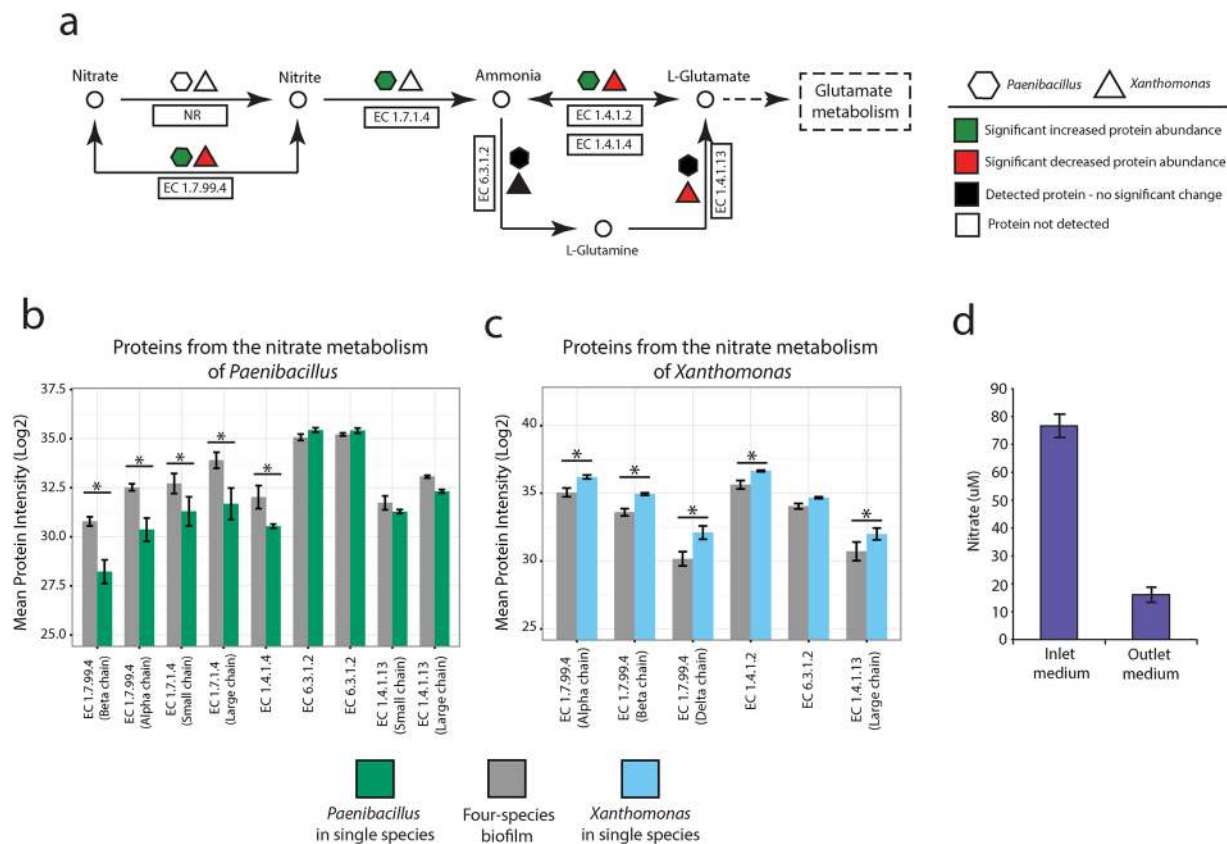 a
Nitrate
Nitrite
Ammonia
L-Glutamate
NR
EC 1.7.1.4
EC 1.4.1.2
EC 1.4.1.4
Glutamate
metabolism
EC 1.7.99.4
EC 6.3.1.2
EC 1.4.1.13
L-Glutamine
Paenibacillus
Xanthomonas
Significant increased protein abundance
Significant decreased protein abundance
Detected protein - no significant change
Protein not detected
b
Proteins from the nitrate metabolism
of Paenibacillus
Mean Protein Intensity (Log2)
37.5
35.0
32.5
30.0
27.5
25.0
*
*
*
*
*
EC 1.7.99.4
(Beta chain)
EC 1.7.99.4
(Alpha chain)
EC 1.7.1.4
(Small chain)
EC 1.7.1.4
(Large chain)
EC 1.4.1.4
EC 6.3.1.2
EC 6.3.1.2
EC 1.4.1.13
(Small chain)
EC 1.4.1.13
(Large chain)
c
Proteins from the nitrate metabolism
of Xanthomonas
Mean Protein Intensity (Log2)
40
35
30
25
*
*
*
*
*
EC 1.7.99.4
(Alpha chain)
EC 1.7.99.4
(Beta chain)
EC 1.7.99.4
(Delta chain)
EC 1.4.1.2
EC 6.3.1.2
EC 1.4.1.13
(Large chain)
d
Nitrate (uM)
90
80
70
60
50
40
30
20
10
0
Inlet
medium
Outlet
medium
Paenibacillus
in single species
Four-species
biofilm
Xanthomonas
in single species